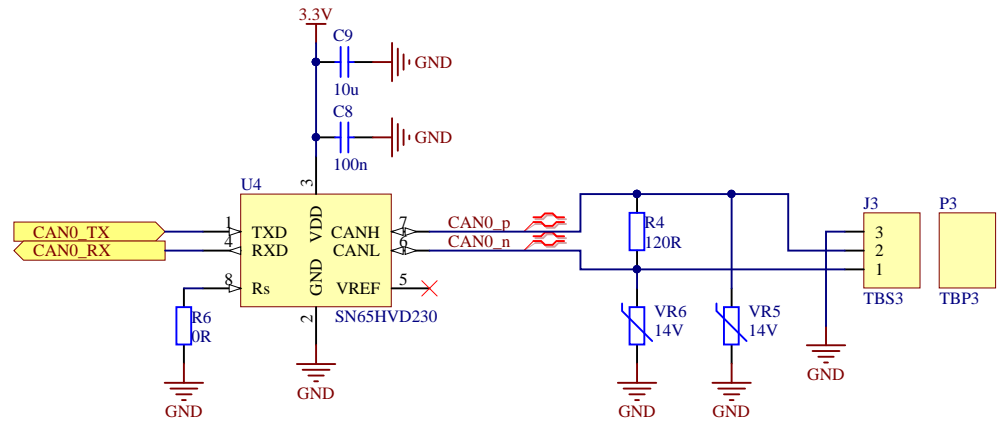 3.3V
C9
GND
10u
C8
GND
100n
U4
3
CAN0_TX
1
TXD
VDD
CANH
7
CAN0_p
CAN0_RX
4
RXD
CANL
6
CAN0_n
8
Rs
GND
VREF
5
2
SN65HVD230
R6
0R
GND
GND
R4
120R
VR6
14V
VR5
14V
GND
GND
J3
3
2
1
TBS3
GND
P3
TBP3